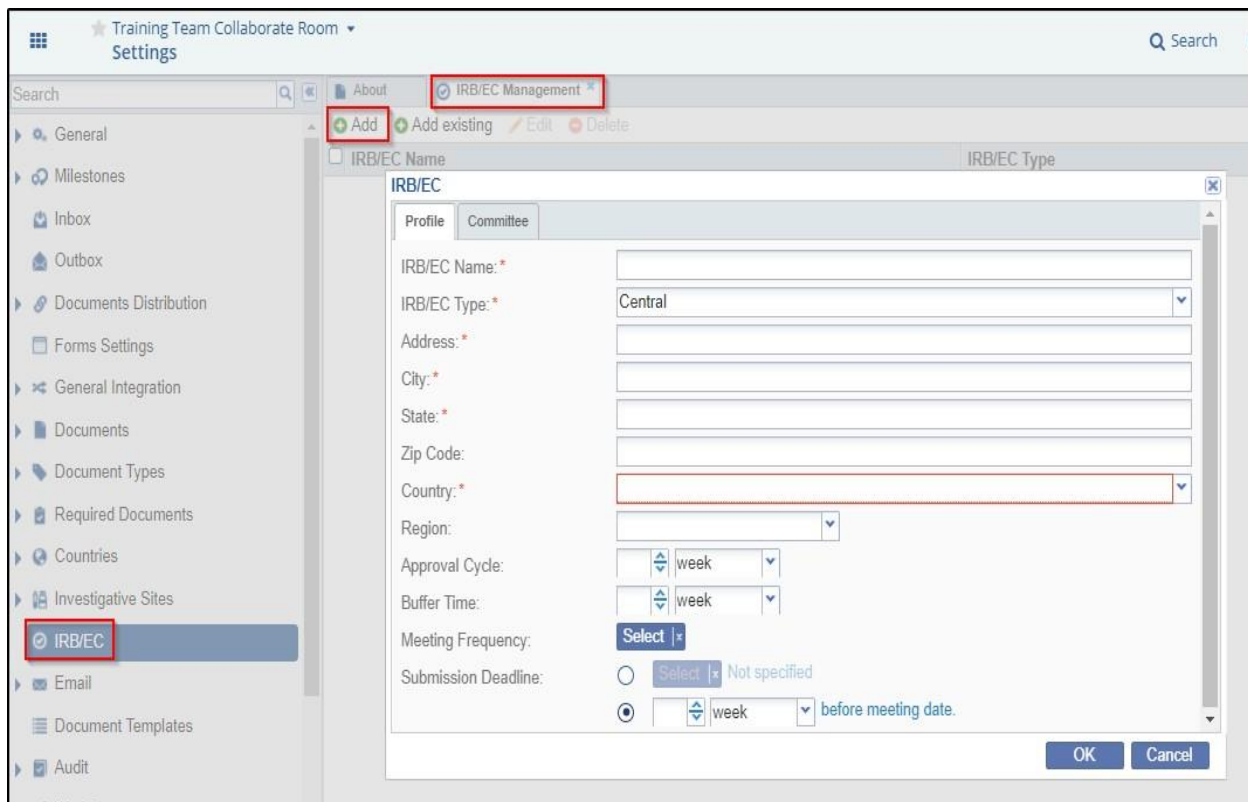 Training Team Collaborate Room
Settings
Search
Search
About
IRB/EC Management
Add
Add existing
Edit
Delete
IRB/EC Name
IRB/EC Type
General
Milestones
Inbox
Outbox
Documents Distribution
Forms Settings
General Integration
Documents
Document Types
Required Documents
Countries
Investigative Sites
IRB/EC
Email
Document Templates
Audit
IRB/EC
Profile
Committee
IRB/EC Name:*
IRB/EC Type:* Central
Address:*
City:*
State:*
Zip Code:
Country:*
Region:
Approval Cycle: week
Buffer Time: week
Meeting Frequency: Select x
Submission Deadline: Select x Not specified
week before meeting date.
OK Cancel